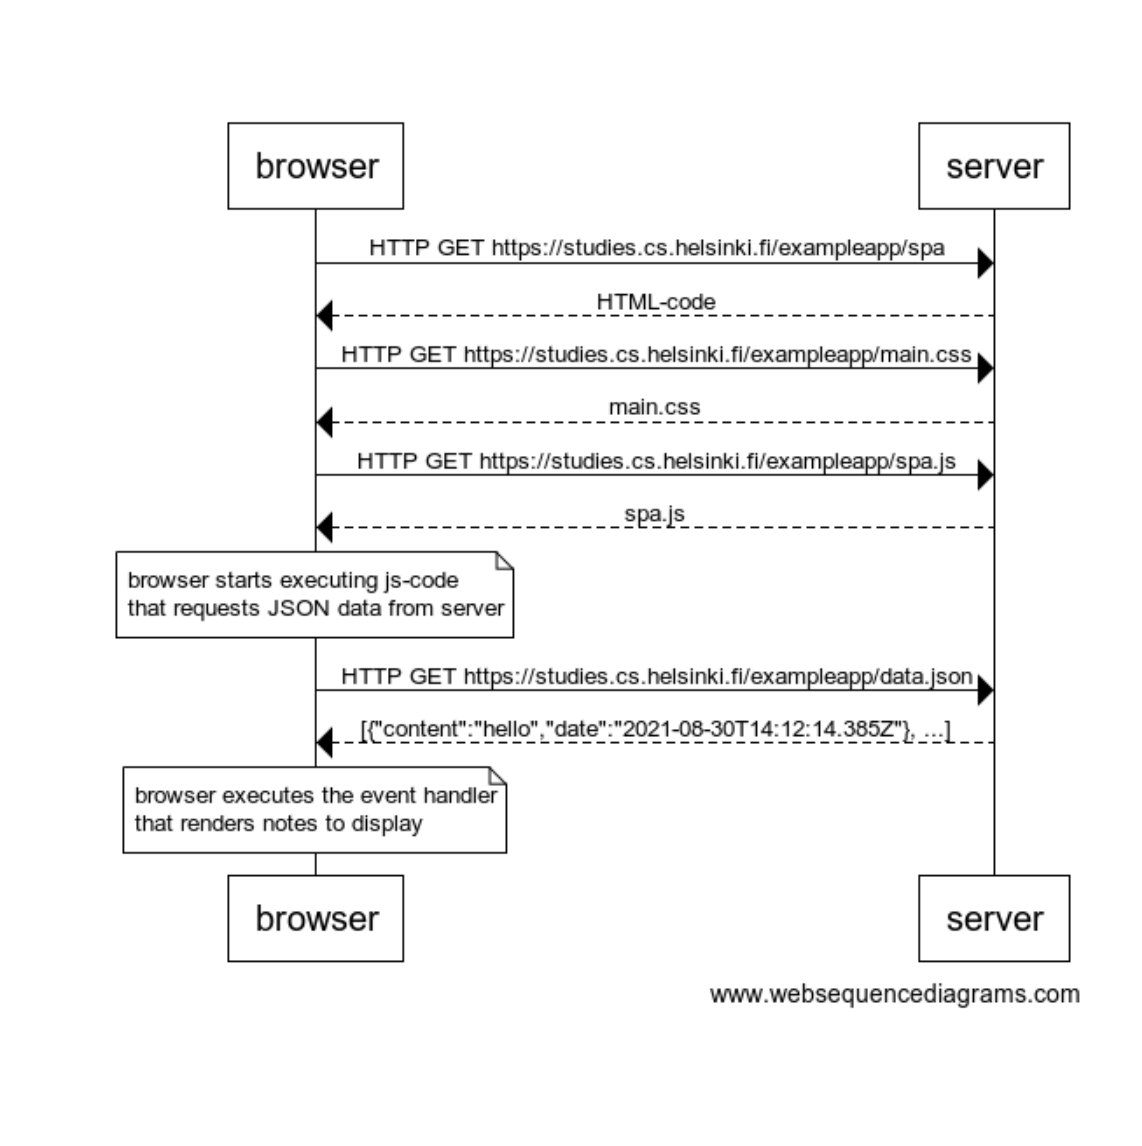 browser
server
HTTP GET https://studies.cs.helsinki.fi/exampleapp/spa
HTML-code
HTTP GET https://studies.cs.helsinki.fi/exampleapp/main.css
main.css
HTTP GET https://studies.cs.helsinki.fi/exampleapp/spa.js
spa.js
browser starts executing js-code
that requests JSON data from server
HTTP GET https://studies.cs.helsinki.fi/exampleapp/data.json
[{"content":"hello","date":"2021-08-30T14:12:14.385Z"}, ...]
browser executes the event handler
that renders notes to display
browser
server
www.websequencediagrams.com